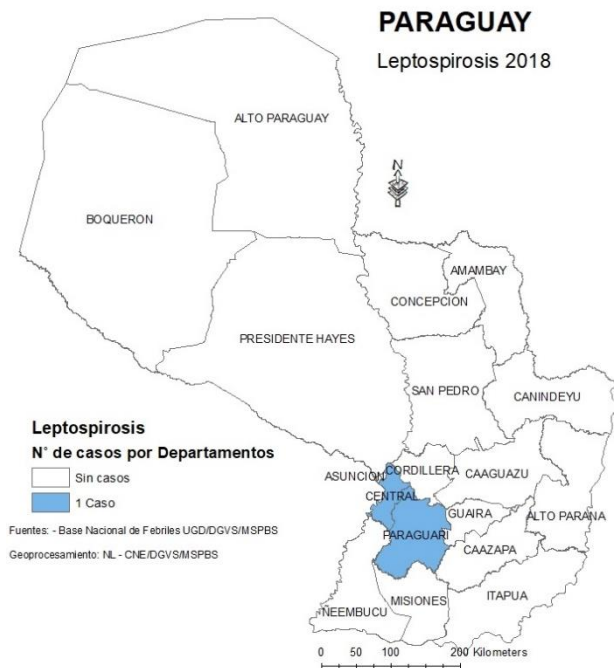 PARAGUAY
Leptospirosis 2018
ALTO PARAGUAY
N
BOQUERON
AMAMBAY
CONCEPCION
PRESIDENTE HAYES
SAN PEDRO
CANINDEYU
Leptospirosis
N° de casos por Departamentos
Sin casos
1 Caso
Fuentes: - Base Nacional de Febriles UGD/DGVS/MSPBS
Geoprocesamiento: NL - CNE/DGVS/MSPBS
ASUNCION
CORDILLERA
CAAGUAZU
CENTRAL
GUAIRA
ALTO PARANA
PARAGUARI
CAAZAPA
ÑEEMBUCU
MISIONES
ITAPUA
0 50 100 200 Kilometers